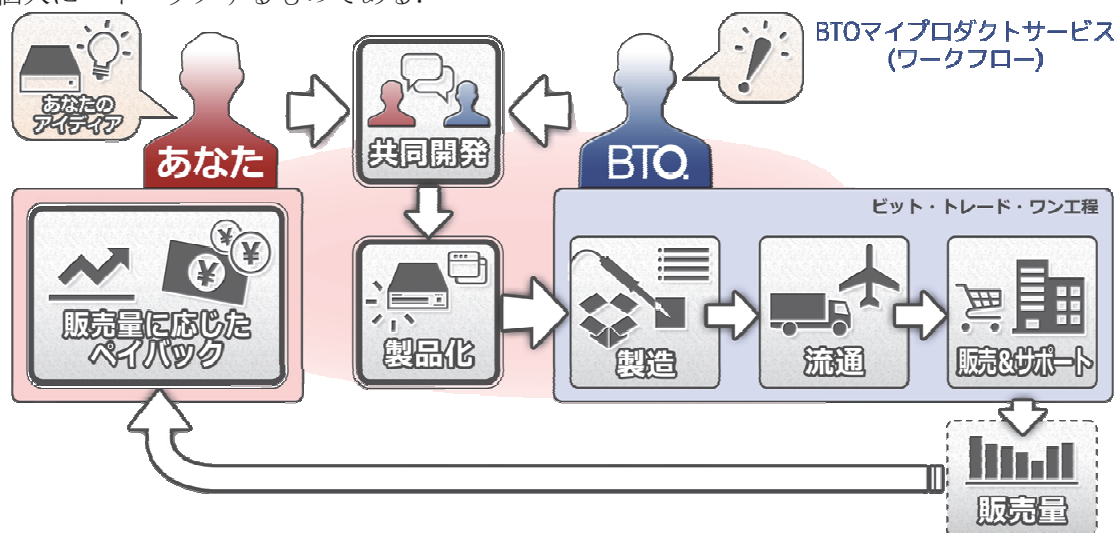 BTOマイプロダクトサービス
(ワークフロー)
あなたの
アイデイア
あなた
共同開発
BTO
ビット・トレード・ワン工程
販売量に応じた
ペイバック
製品化
製造
流通
販売&サポート
販売量